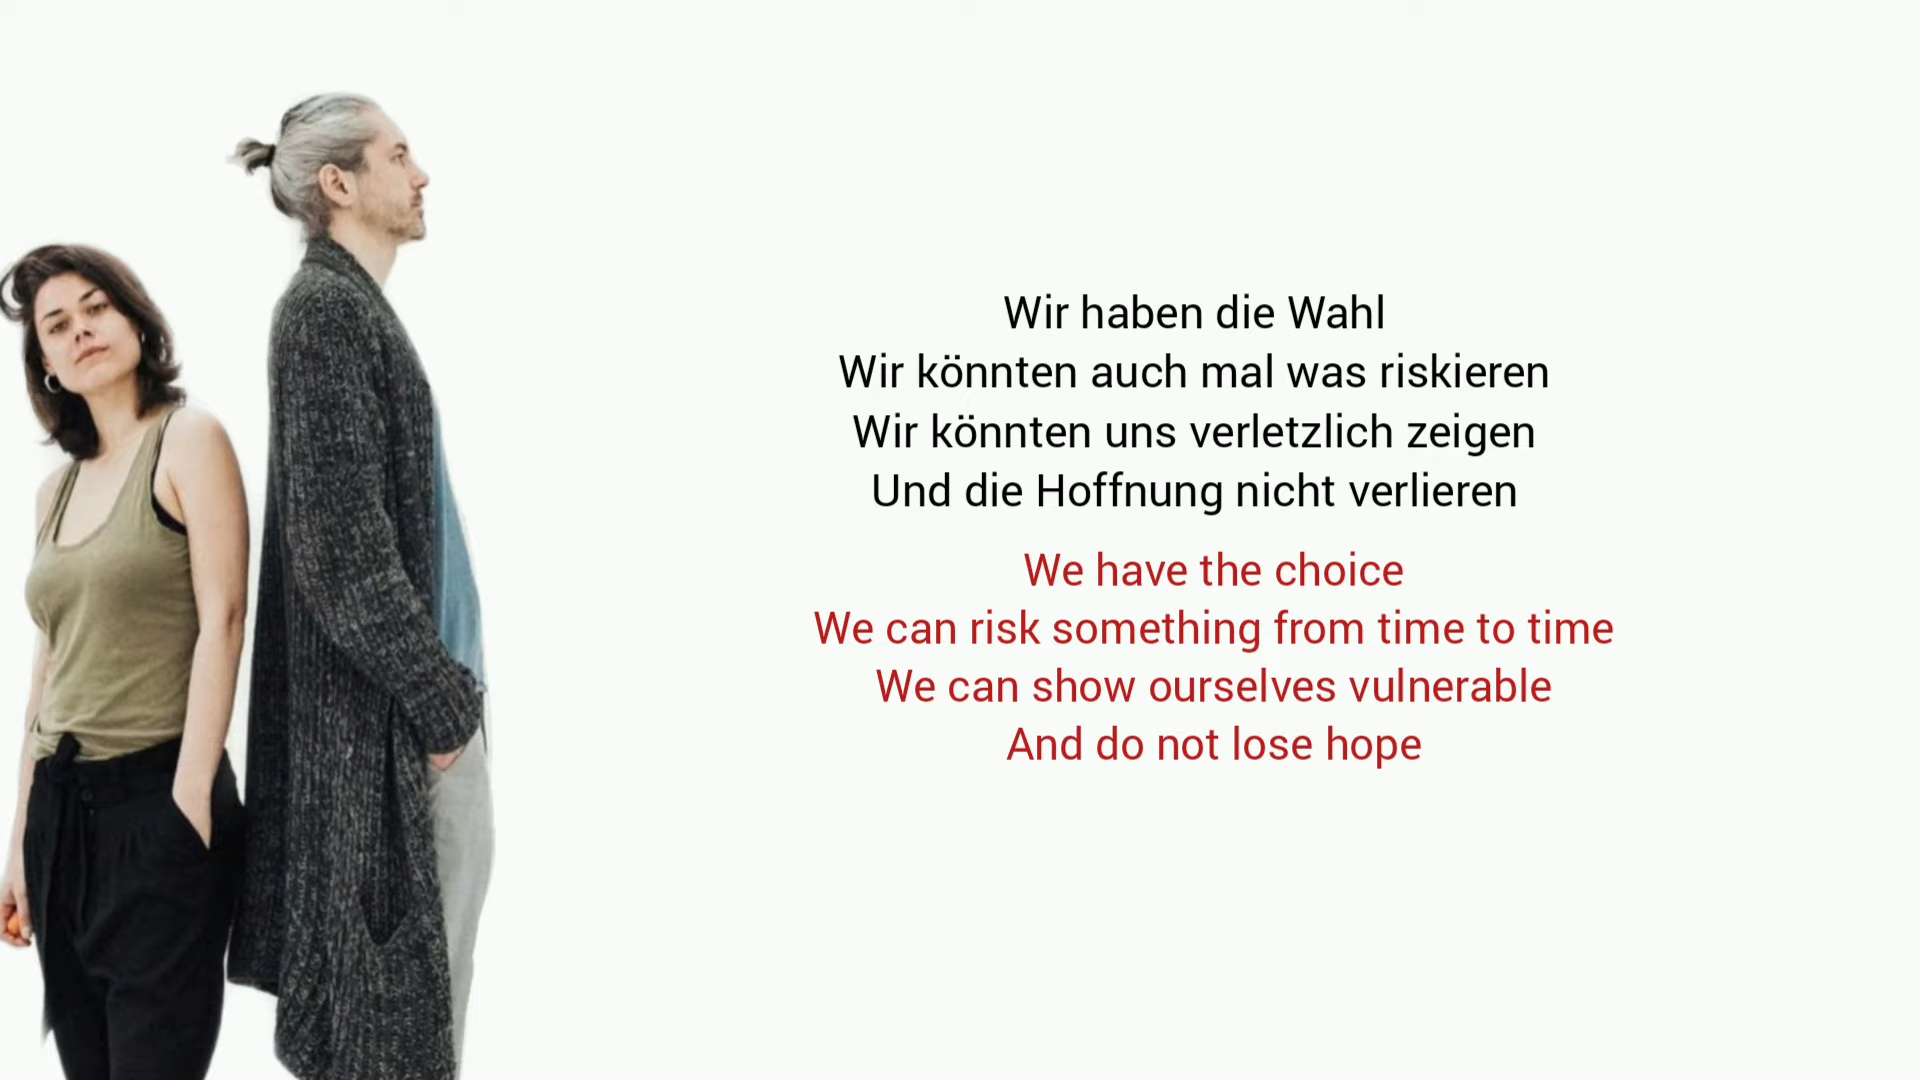 Wir haben die Wahl
Wir könnten auch mal was riskieren
Wir könnten uns verletzlich zeigen
Und die Hoffnung nicht verlieren
We have the choice
We can risk something from time to time
We can show ourselves vulnerable
And do not lose hope